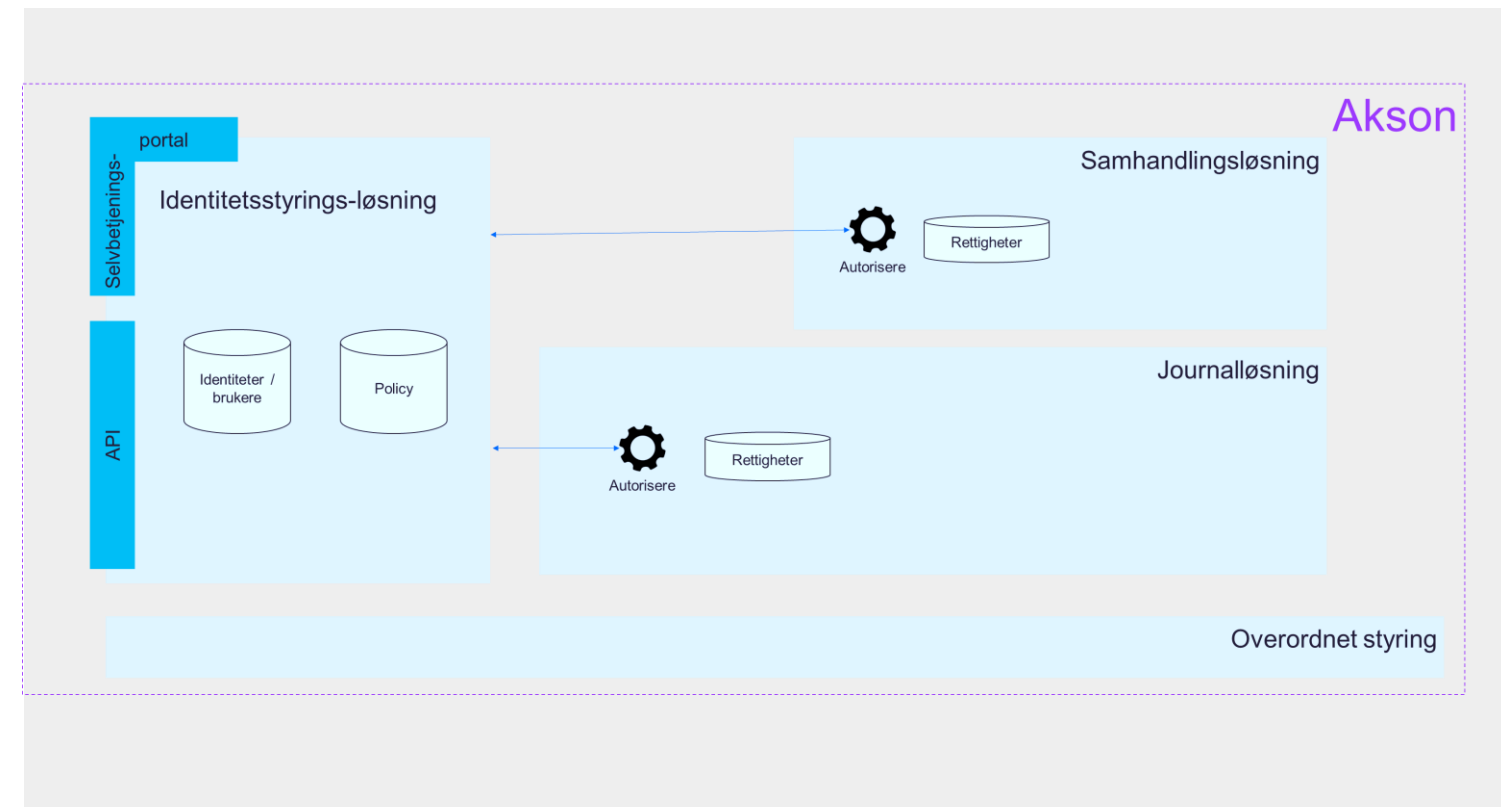 Akson
portal
Selvbetjenings-
Identitetsstyrings-løsning
Samhandlingsløsning
Autorisere
Rettigheter
Identiteter /
brukere
Policy
API
Journalløsning
Autorisere
Rettigheter
Overordnet styring